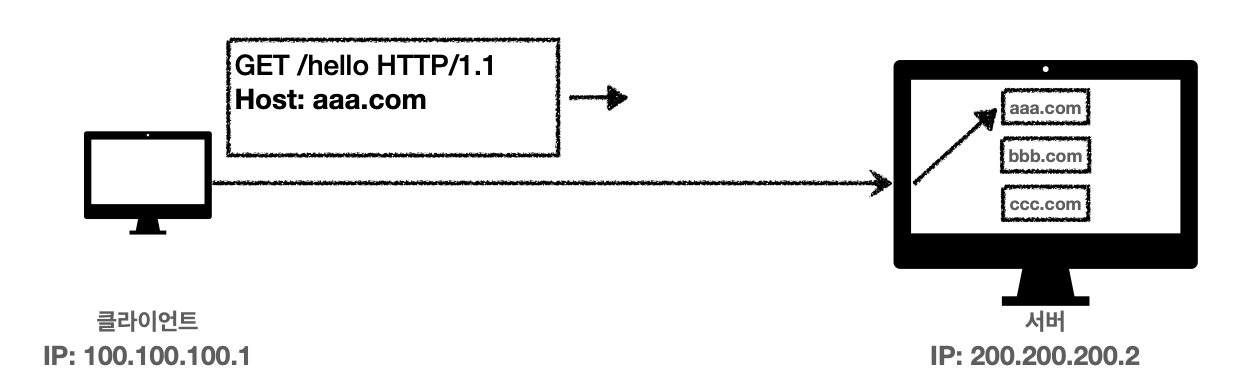 GET /hello HTTP/1.1
Host: aaa.com
aaa.com
bbb.com
ccc.com
클라이언트
IP: 100.100.100.1
서버
IP: 200.200.200.2